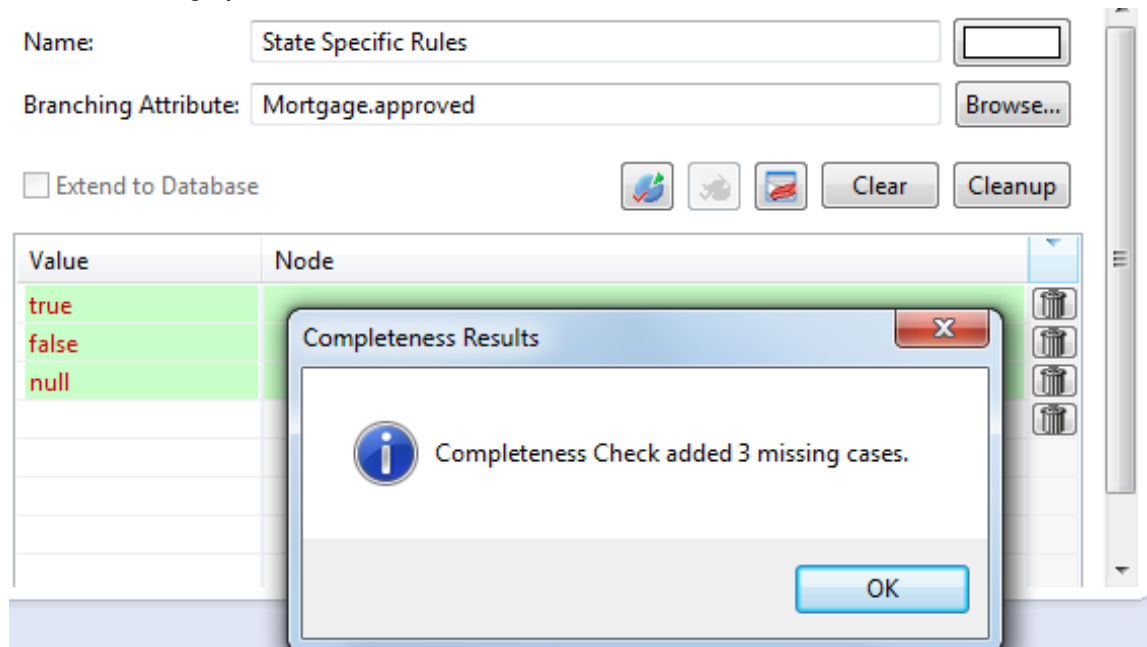 Name: State Specific Rules
Branching Attribute: Mortgage.approved Browse...
Extend to Database Clear Cleanup
Value Node
true
false
null
Completeness Results
Completeness Check added 3 missing cases.
OK